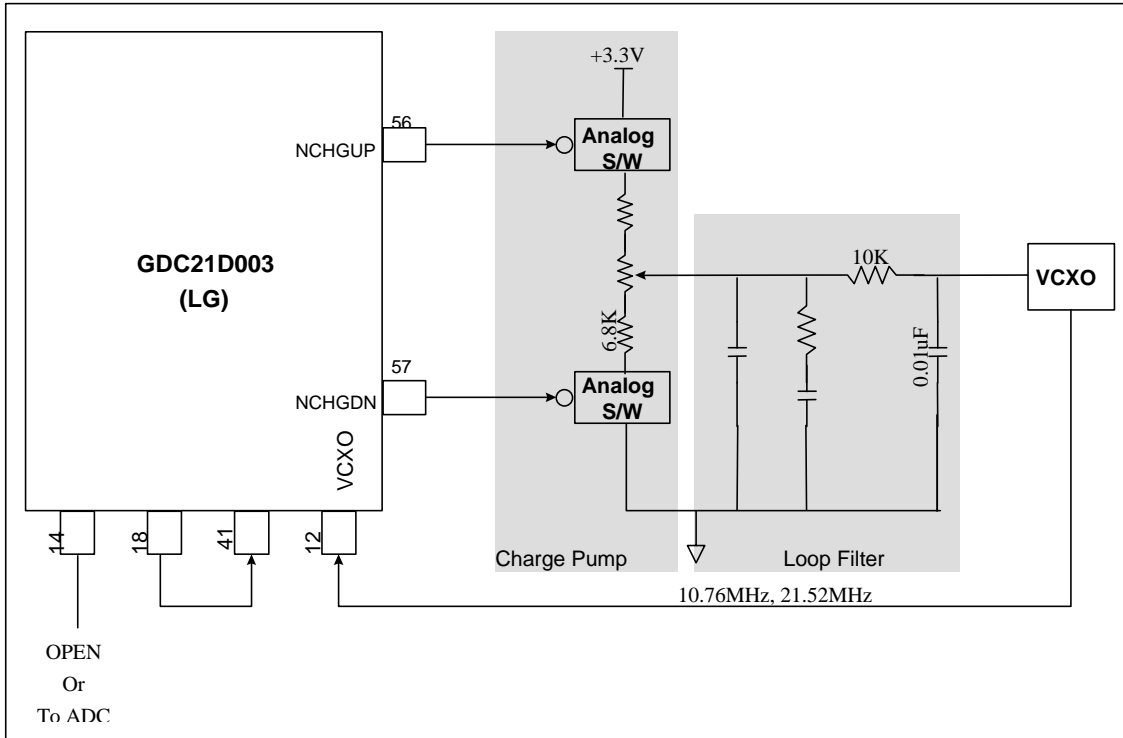 +3.3V
56
NCHGUP
Analog
S/W
GDC21D003
(LG)
10K
VCXO
6.8K
0.01uF
57
NCHGDN
Analog
S/W
VCXO
14
18
41
12
Charge Pump
Loop Filter
10.76MHz, 21.52MHz
OPEN
Or
To ADC